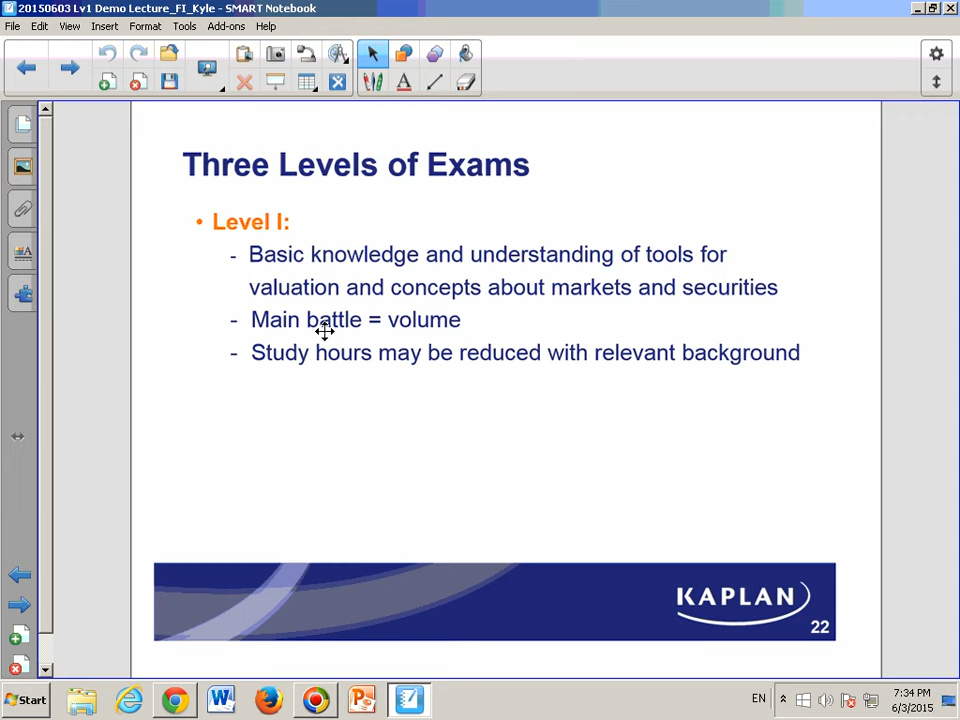 20150603 Lv1 Demo Lecture_FI_Kyle - SMART Notebook
File Edit View Insert Format Tools Add-ons Help
Three Levels of Exams
• Level I:
- Basic knowledge and understanding of tools for
valuation and concepts about markets and securities
- Main battle = volume
- Study hours may be reduced with relevant background
KAPLAN
22
Start
EN
7:34 PM
6/3/2015